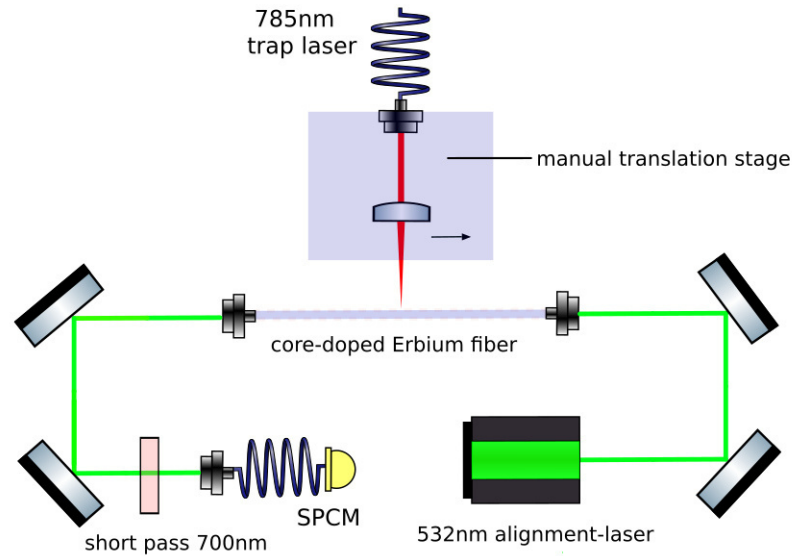 785nm
trap laser
manual translation stage
core-doped Erbium fiber
SPCM
short pass 700nm
532nm alignment-laser